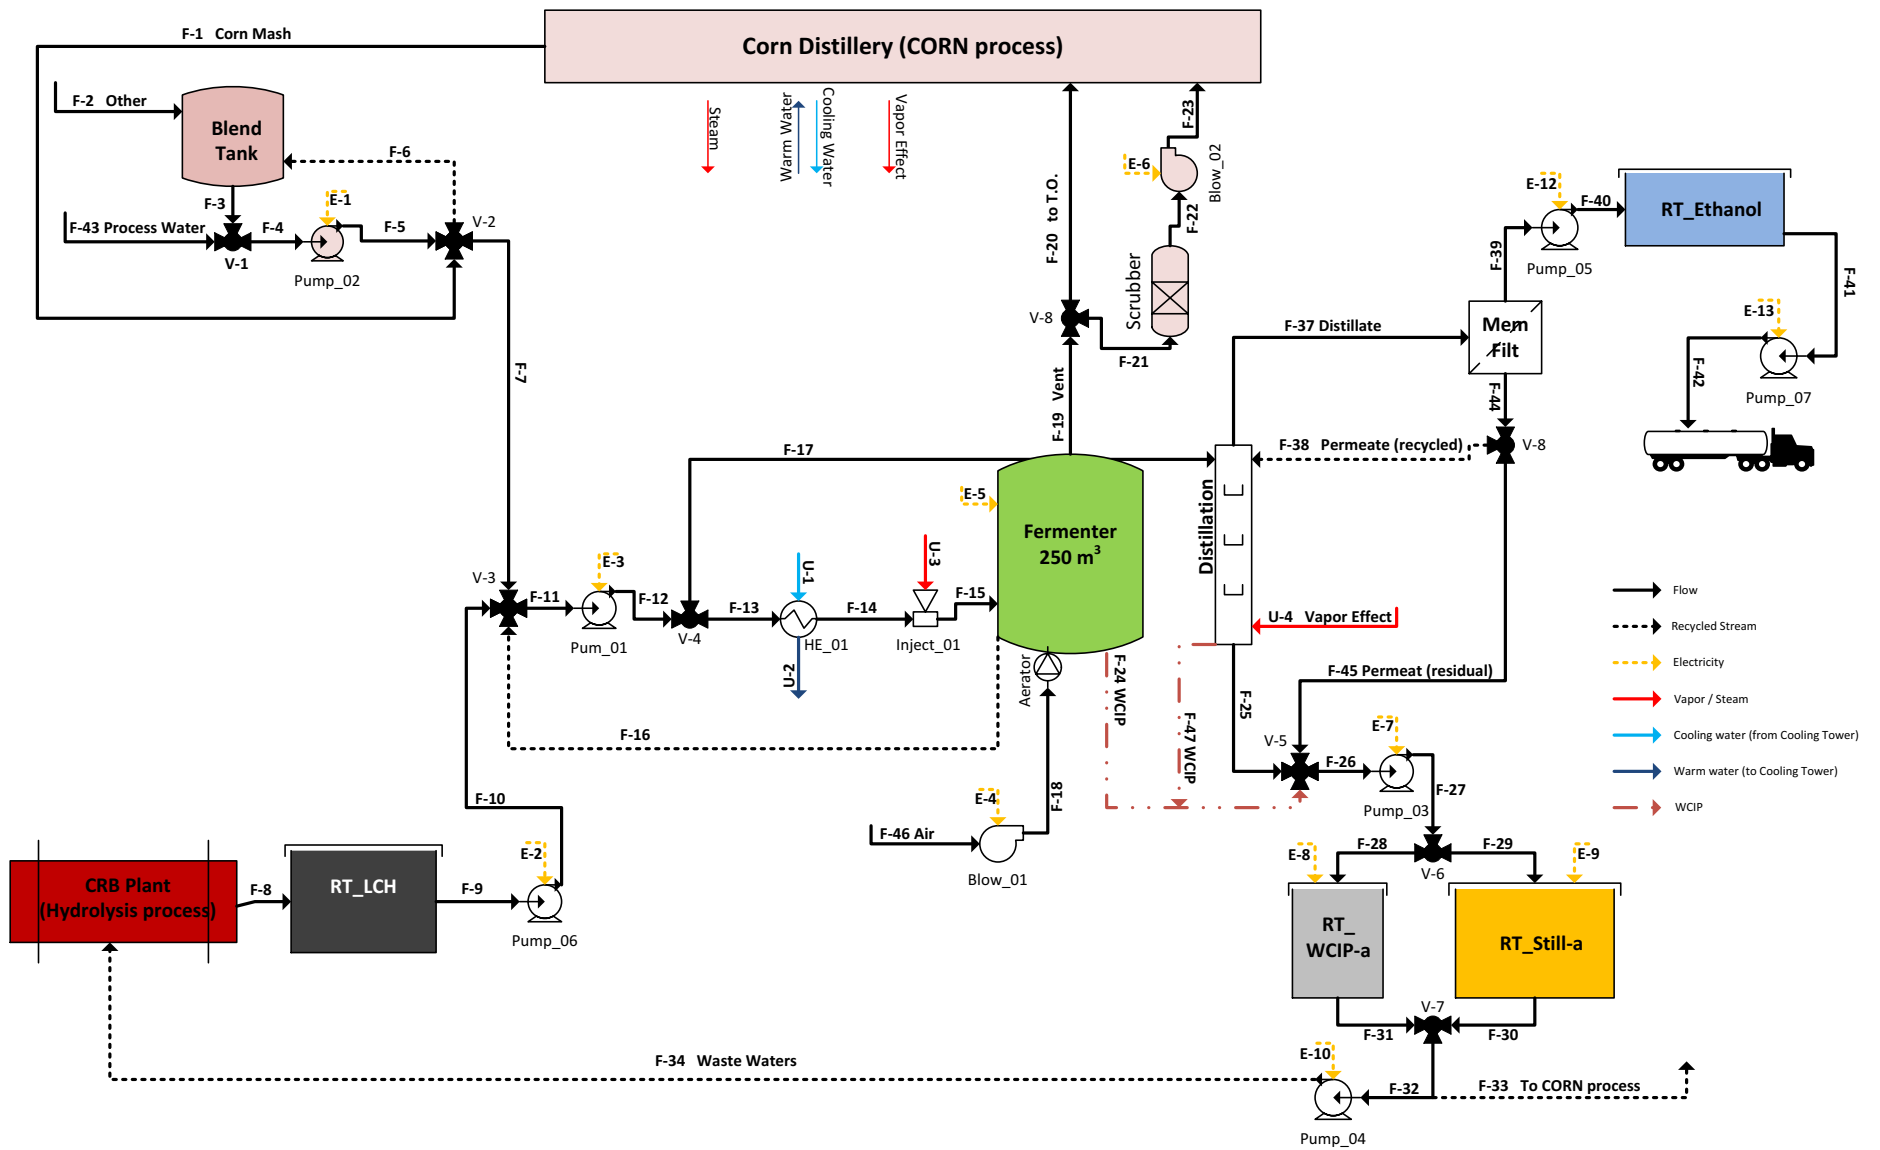 F-1 Corn Mash
Corn Distillery (CORN process)
F-2 Other
Blend
Tank
F-6
F-3
F-43 Process Water
F-4
E-1
F-5
V-2
V-1
Pump_02
Steam
Warm Water
Cooling Water
Vapor Effect
F-20 to T.O.
F-23
E-6
Blow_02
F-22
Scrubber
V-8
F-21
F-19 Vent
E-12
F-40
RT_Ethanol
F-39
Pump_05
F-41
F-37 Distillate
Mem
Filt
E-13
F-42
Pump_07
F-44
V-8
F-38 Permeate (recycled)
F-7
F-17
E-5
Fermenter
250 m³
Distillation
V-3
F-11
E-3
F-12
Pum_01
V-4
F-13
U-1
HE_01
U-2
F-14
U-3
Inject_01
F-15
U-4 Vapor Effect
Aerator
F-24 WCIP
F-47 WCIP
F-25
F-45 Permeat (residual)
F-16
F-18
V-5
F-26
E-7
Pump_03
F-27
Flow
Recycled Stream
Electricity
Vapor / Steam
Cooling water (from Cooling Tower)
Warm water (to Cooling Tower)
WCIP
F-10
E-4
F-46 Air
Blow_01
F-28
F-29
V-6
E-8
E-9
CRB Plant
(Hydrolysis process)
F-8
RT_LCH
F-9
E-2
Pump_06
RT_
WCIP-a
RT_Still-a
V-7
F-31
F-30
F-34 Waste Waters
E-10
F-32
F-33 To CORN process
Pump_04